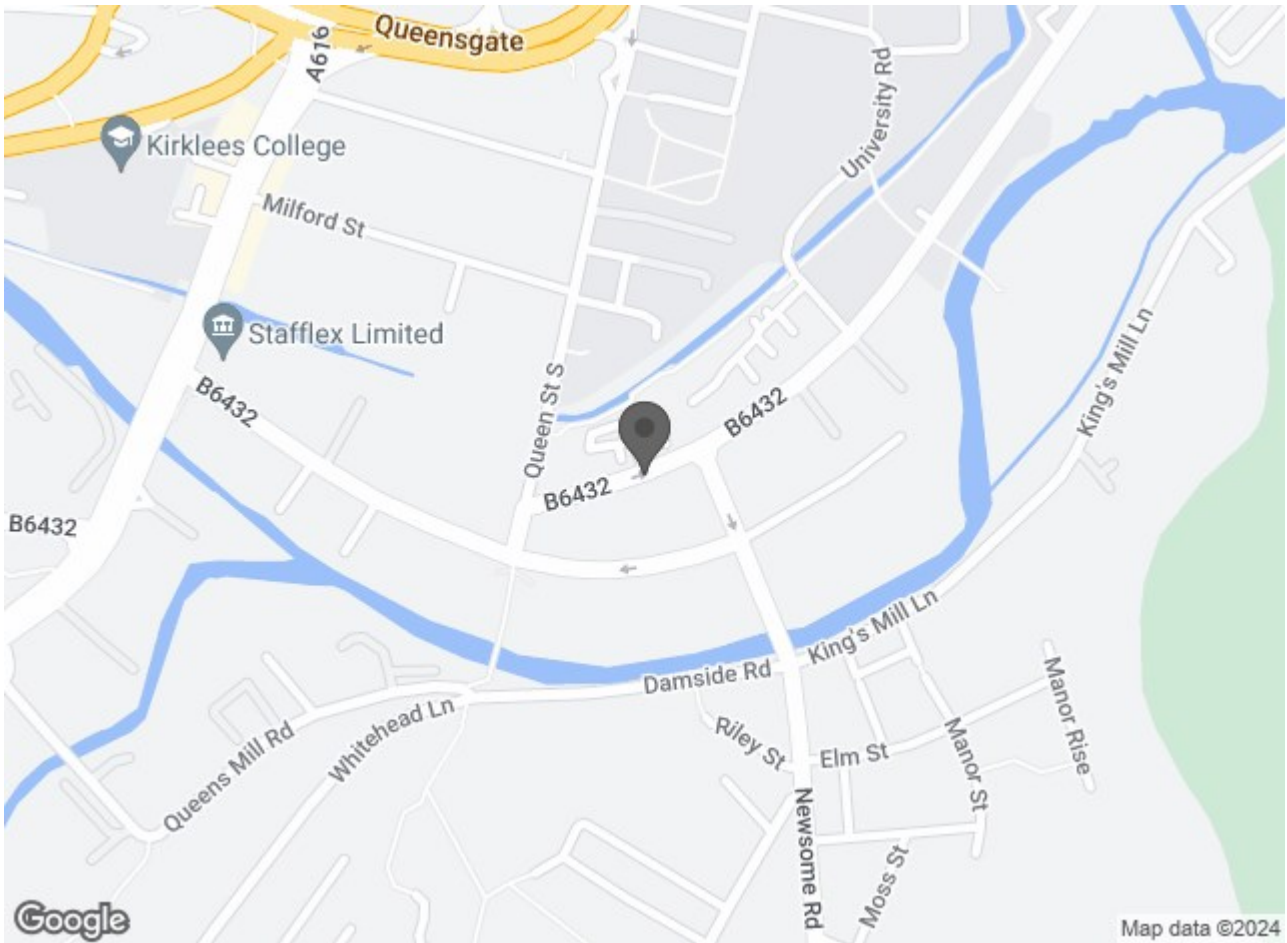 Queensgate
A616
University Rd
Kirklees College
Milford St
Stafflex Limited
King's Mill Ln
B6432
Queen St S
B6432
B6432
B6432
King's Mill Ln
Damside Rd
Manor Rise
Whitehead Ln
Riley St
Elm St
Manor St
Queens Mill Rd
Newsome Rd
Moss St
Google
Map data ©2024